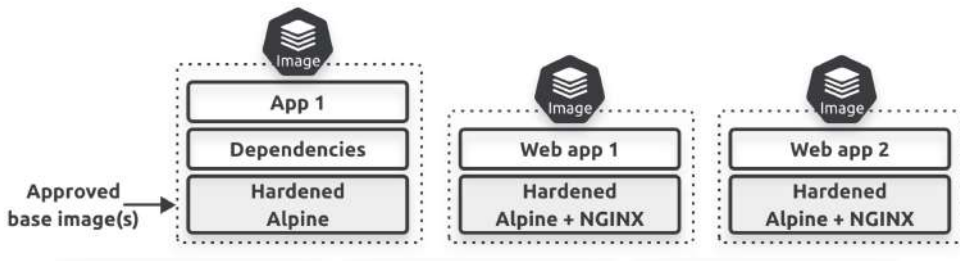 Image
App 1
Dependencies
Hardened
Alpine
Approved
base image(s)
Image
Web app 1
Hardened
Alpine + NGINX
Image
Web app 2
Hardened
Alpine + NGINX